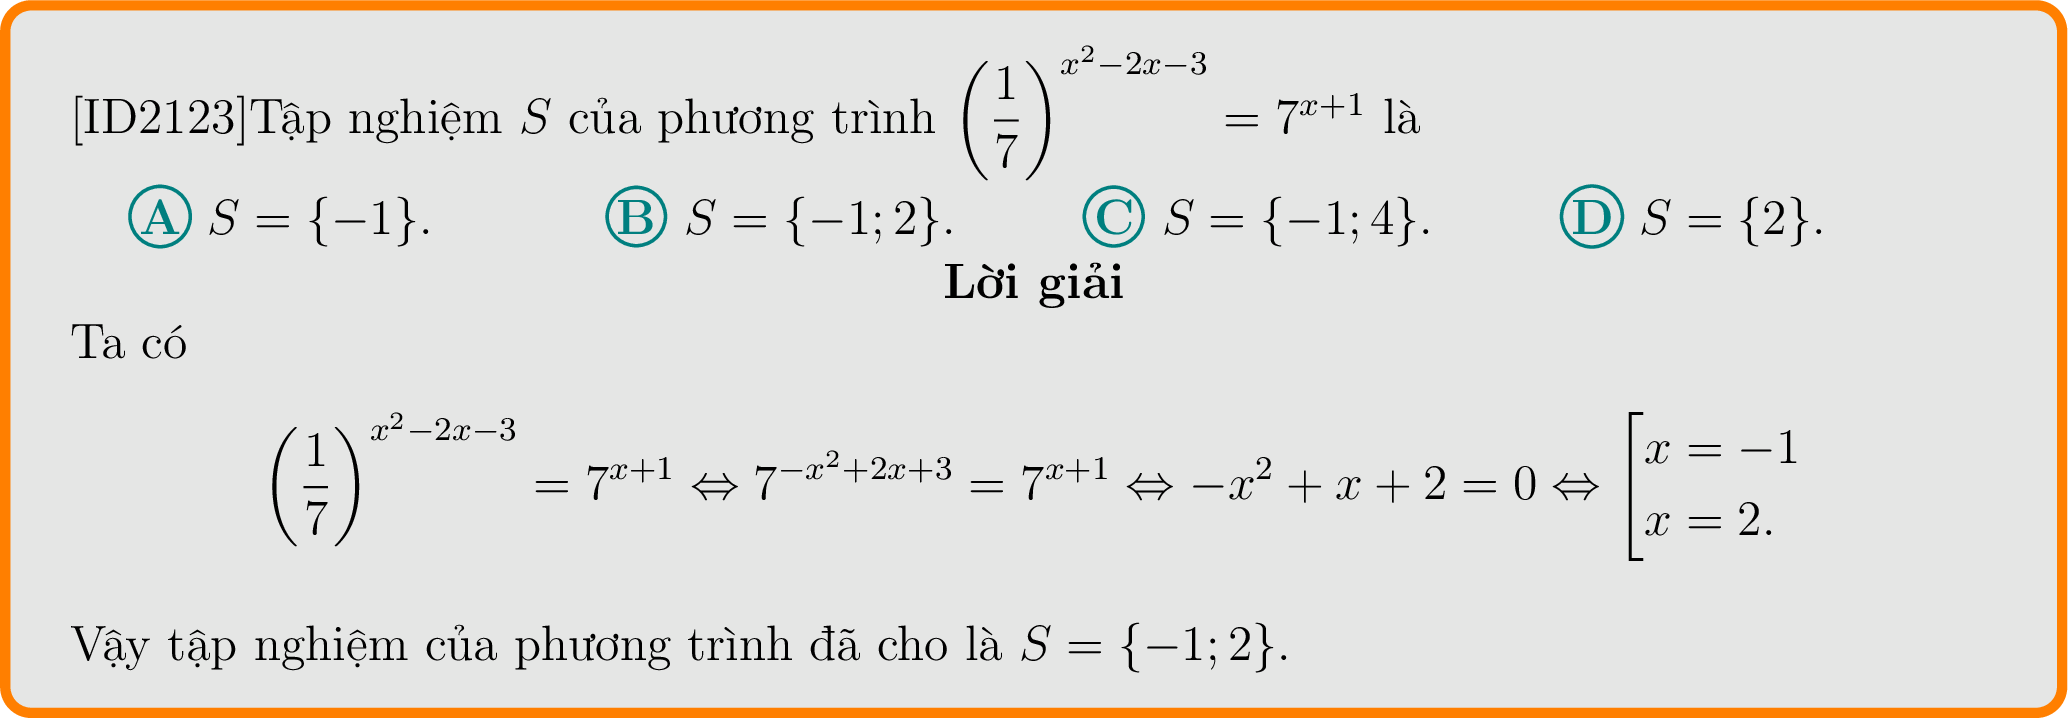 [ID2123]Tập nghiệm $S$ của phương trình $\left(\dfrac{1}{7}\right)^{x^2-2x-3} = 7^{x+1}$ là
Ⓐ $S = \{-1\}$. Ⓑ $S = \{-1; 2\}$. Ⓒ $S = \{-1; 4\}$. Ⓓ $S = \{2\}$.
Lời giải
Ta có
$\left(\dfrac{1}{7}\right)^{x^2-2x-3} = 7^{x+1} \Leftrightarrow 7^{-x^2+2x+3} = 7^{x+1} \Leftrightarrow -x^2 + x + 2 = 0 \Leftrightarrow \left[\begin{array}{l} x = -1 \\ x = 2. \end{array}\right.$
Vậy tập nghiệm của phương trình đã cho là $S = \{-1; 2\}$.